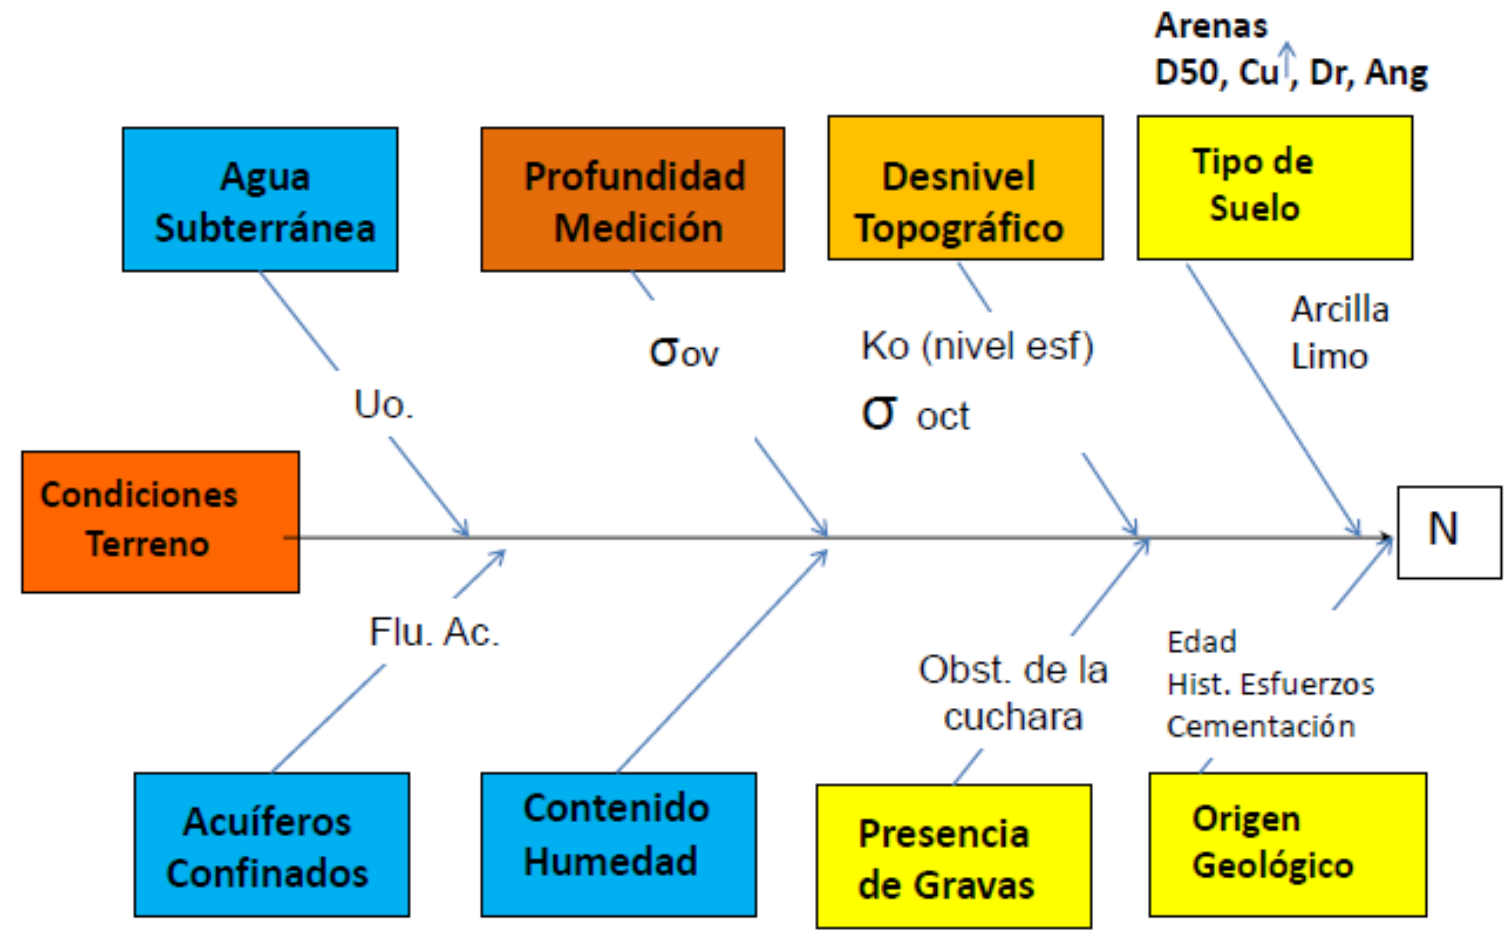 Arenas
D50, Cu↑, Dr, Ang
Agua
Subterránea
Profundidad
Medición
Desnivel
Topográfico
Tipo de
Suelo
Arcilla
Limo
Uo.
σov
Ko (nivel esf)
σ oct
Condiciones
Terreno
N
Flu. Ac.
Obst. de la
cuchara
Edad
Hist. Esfuerzos
Cementación
Acuíferos
Confinados
Contenido
Humedad
Presencia
de Gravas
Origen
Geológico